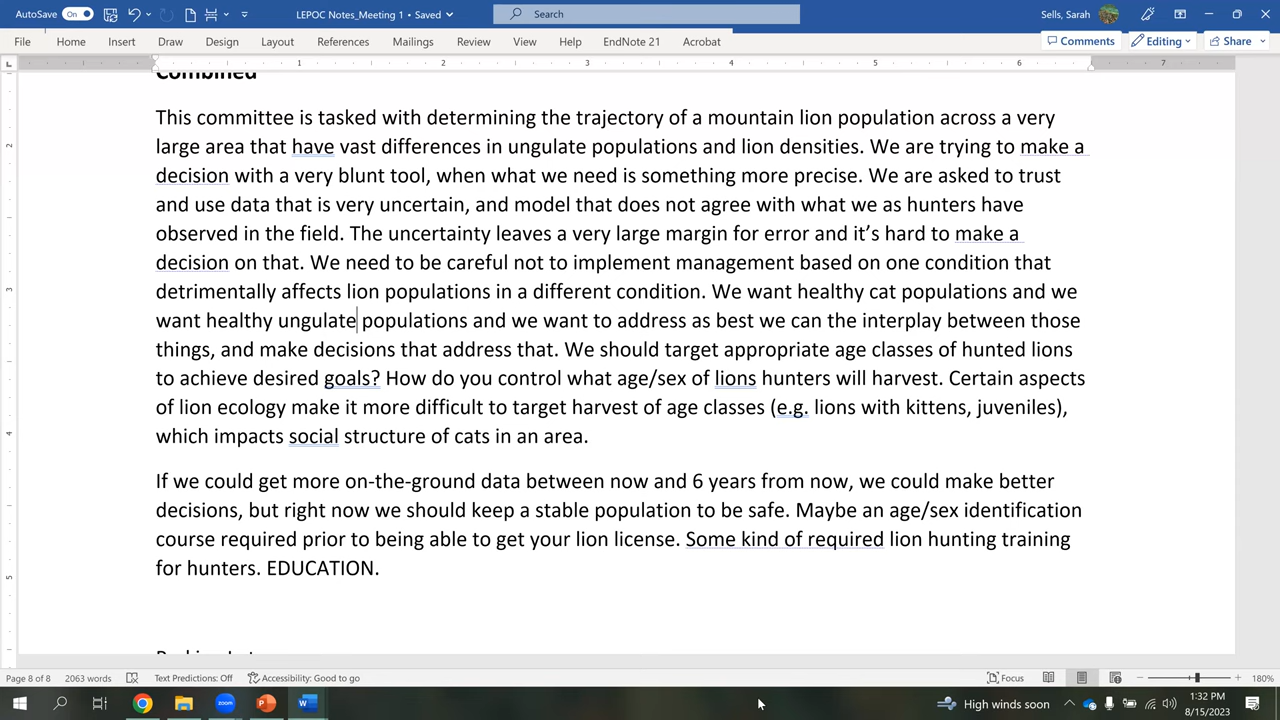 AutoSave On LEPOC Notes_Meeting 1 • Saved Search Sells, Sarah
File Home Insert Draw Design Layout References Mailings Review View Help EndNote 21 Acrobat Comments Editing Share
1 2 3 4 5 6 7
Combined
This committee is tasked with determining the trajectory of a mountain lion population across a very
large area that have vast differences in ungulate populations and lion densities. We are trying to make a
decision with a very blunt tool, when what we need is something more precise. We are asked to trust
and use data that is very uncertain, and model that does not agree with what we as hunters have
observed in the field. The uncertainty leaves a very large margin for error and it's hard to make a
decision on that. We need to be careful not to implement management based on one condition that
detrimentally affects lion populations in a different condition. We want healthy cat populations and we
want healthy ungulate populations and we want to address as best we can the interplay between those
things, and make decisions that address that. We should target appropriate age classes of hunted lions
to achieve desired goals? How do you control what age/sex of lions hunters will harvest. Certain aspects
of lion ecology make it more difficult to target harvest of age classes (e.g. lions with kittens, juveniles),
which impacts social structure of cats in an area.
If we could get more on-the-ground data between now and 6 years from now, we could make better
decisions, but right now we should keep a stable population to be safe. Maybe an age/sex identification
course required prior to being able to get your lion license. Some kind of required lion hunting training
for hunters. EDUCATION.
Page 8 of 8 2063 words Text Predictions: Off Accessibility: Good to go Focus 180%
zoom High winds soon 1:32 PM
8/15/2023